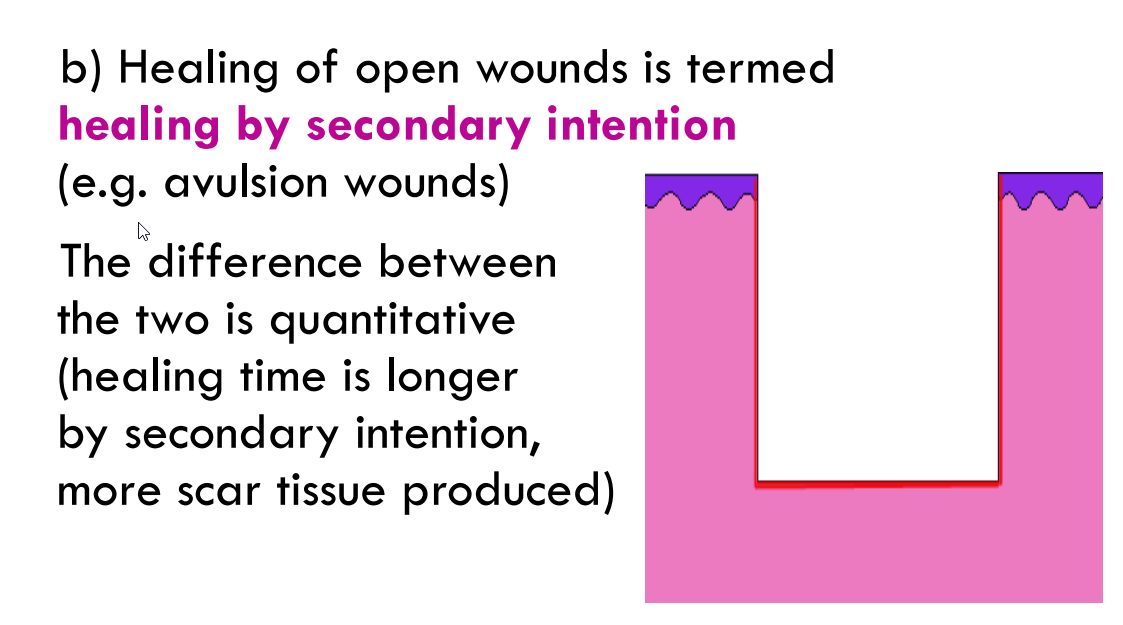 b) Healing of open wounds is termed
healing by secondary intention
(e.g. avulsion wounds)
The difference between
the two is quantitative
(healing time is longer
by secondary intention,
more scar tissue produced)